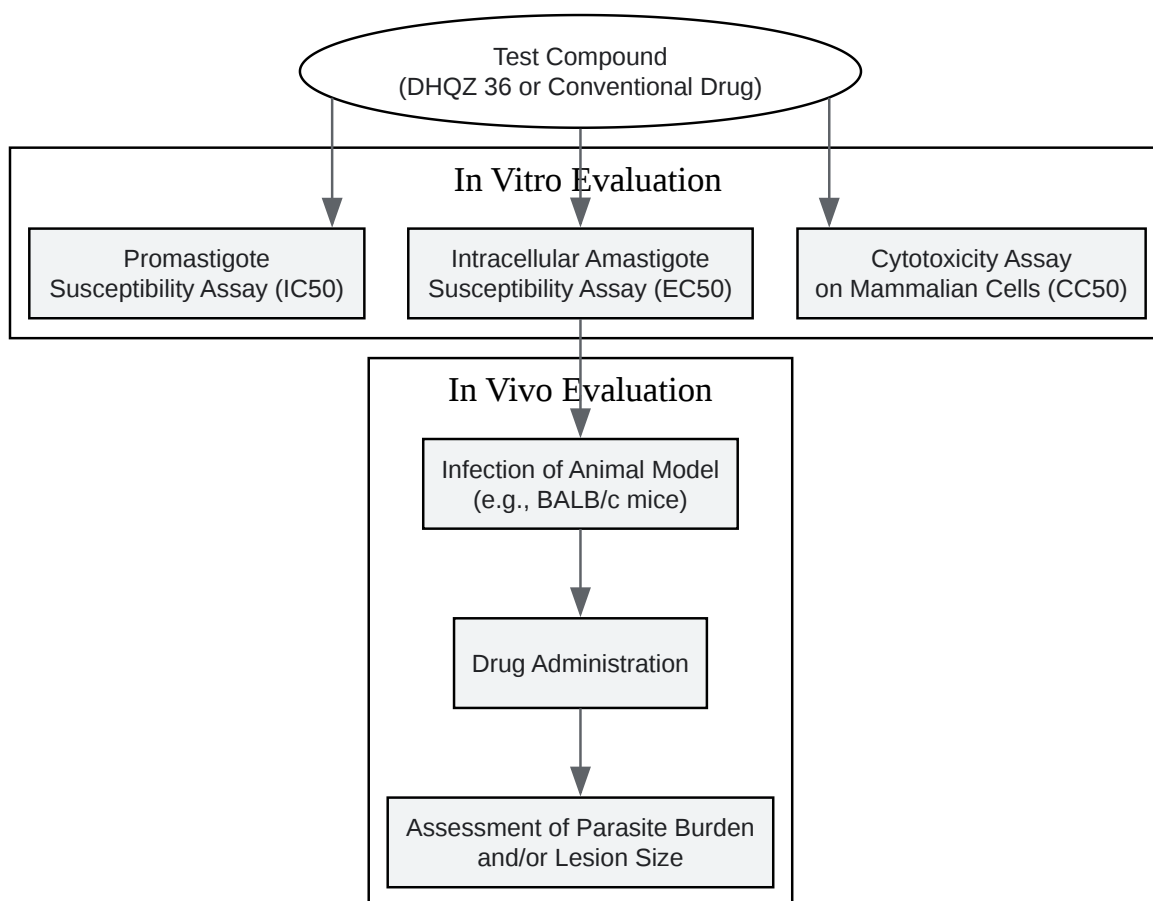 Test Compound
(DHQZ 36 or Conventional Drug)
In Vitro Evaluation
Promastigote
Susceptibility Assay (IC50)
Intracellular Amastigote
Susceptibility Assay (EC50)
Cytotoxicity Assay
on Mammalian Cells (CC50)
In Vivo Evaluation
Infection of Animal Model
(e.g., BALB/c mice)
Drug Administration
Assessment of Parasite Burden
and/or Lesion Size